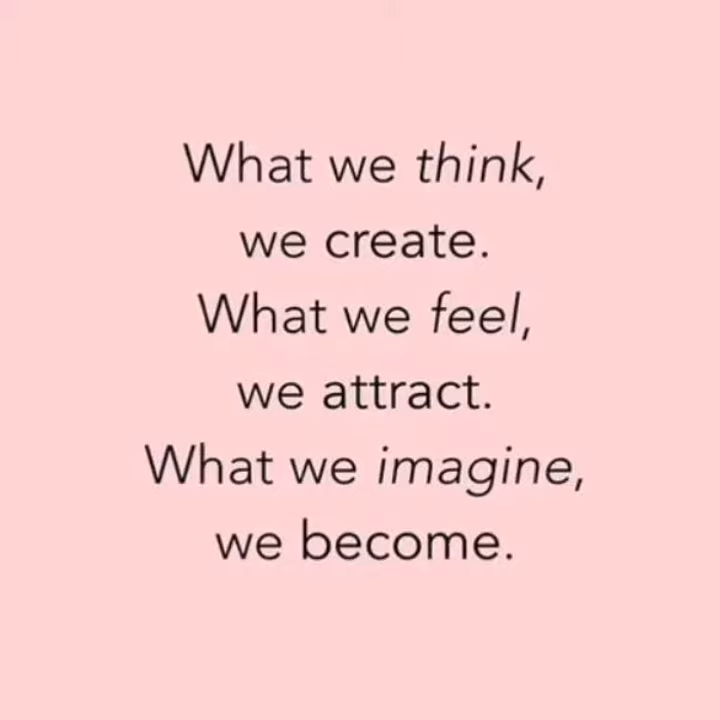 What we think,
we create.
What we feel,
we attract.
What we imagine,
we become.